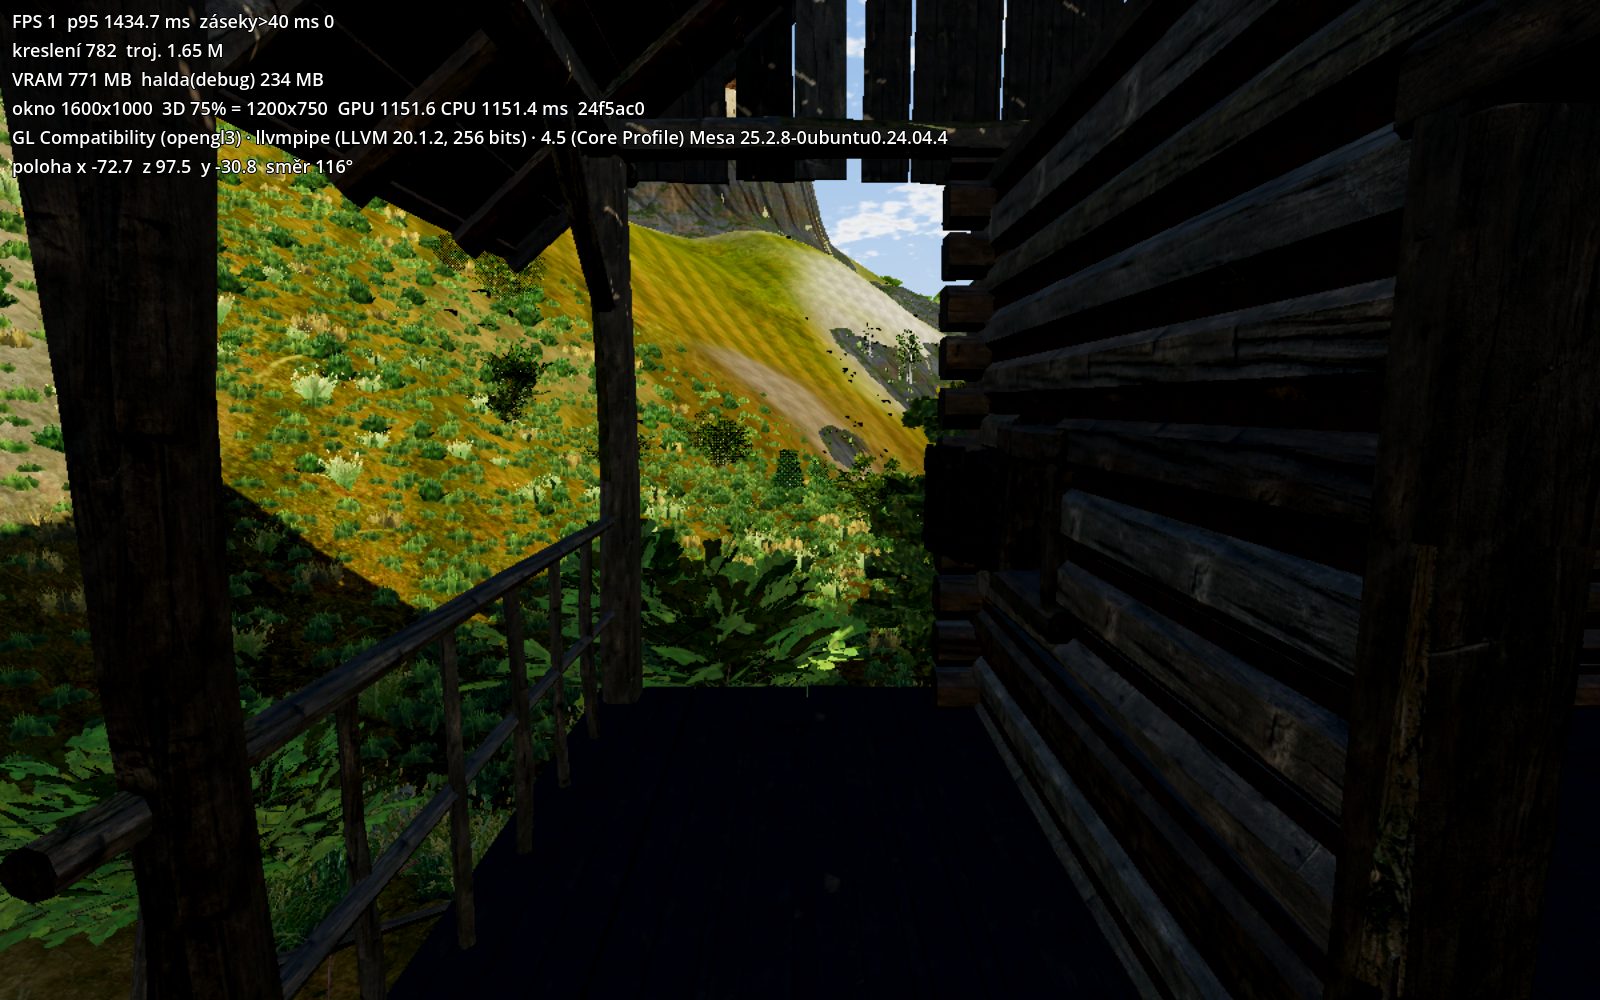 FPS 1 p95 1434.7 ms záseky>40 ms 0
kreslení 782 troj. 1.65 M
VRAM 771 MB halda(debug) 234 MB
okno 1600x1000 3D 75% = 1200x750 GPU 1151.6 CPU 1151.4 ms 24f5ac0
GL Compatibility (opengl3) · llvmpipe (LLVM 20.1.2, 256 bits) · 4.5 (Core Profile) Mesa 25.2.8-0ubuntu0.24.04.4
poloha x -72.7 z 97.5 y -30.8 směr 116°